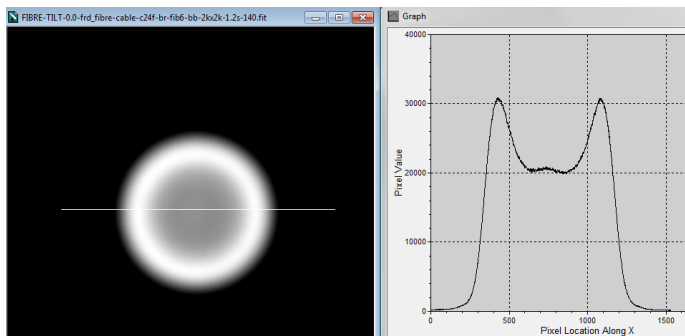 FIBRE-TILT-0.0-frd_fibre-cable-c24f-br-fib6-bb-2kx2k-1.2s-140.fit
Graph
40000
30000
20000
10000
0
Pixel Value
0 500 1000 1500
Pixel Location Along X